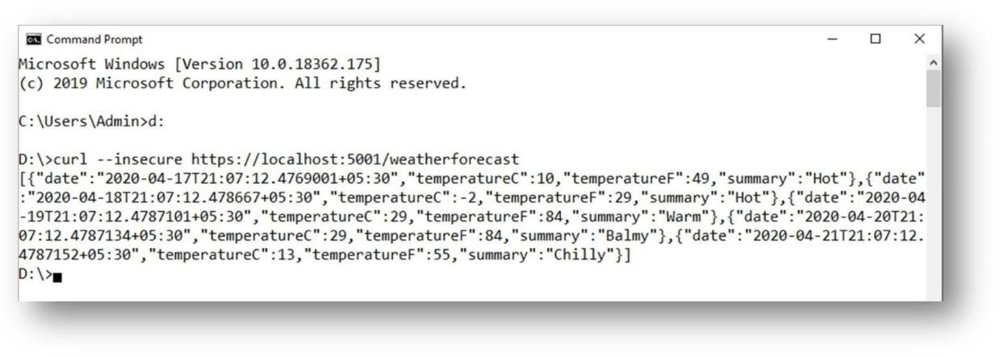 Command Prompt
Microsoft Windows [Version 10.0.18362.175]
(c) 2019 Microsoft Corporation. All rights reserved.
C:\Users\Admin>d:
D:\>curl --insecure https://localhost:5001/weatherforecast
[{"date":"2020-04-17T21:07:12.4769001+05:30","temperatureC":10,"temperatureF":49,"summary":"Hot"},{"date"
:"2020-04-18T21:07:12.478667+05:30","temperatureC":-2,"temperatureF":29,"summary":"Hot"},{"date":"2020-04
-19T21:07:12.4787101+05:30","temperatureC":29,"temperatureF":84,"summary":"Warm"},{"date":"2020-04-20T21:
07:12.4787134+05:30","temperatureC":29,"temperatureF":84,"summary":"Balmy"},{"date":"2020-04-21T21:07:12.
4787152+05:30","temperatureC":13,"temperatureF":55,"summary":"Chilly"}]
D:\>